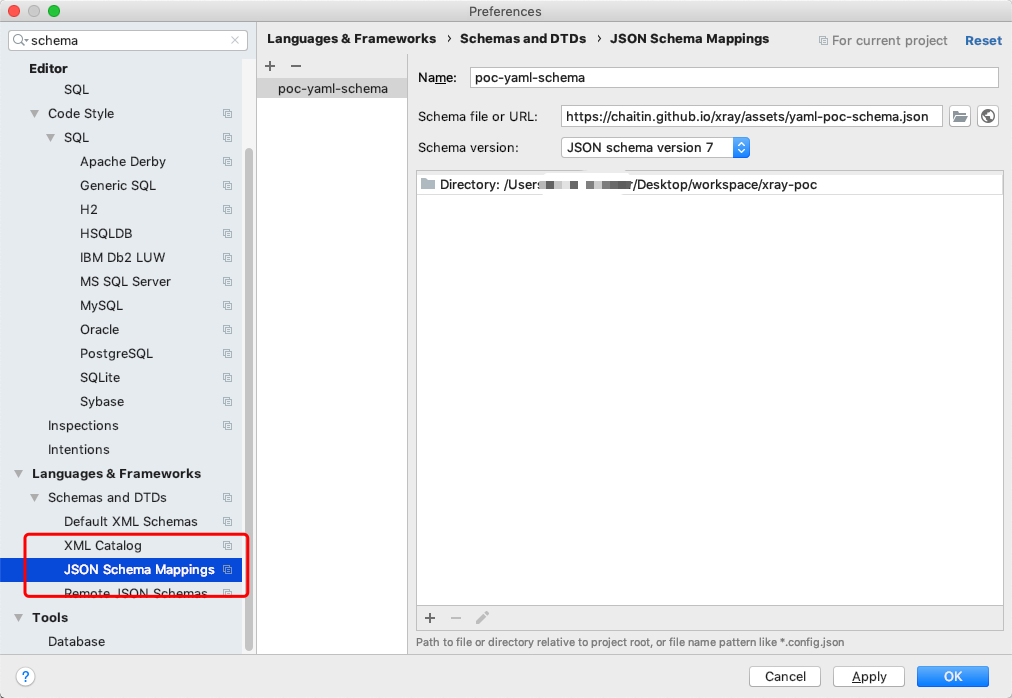 Preferences
schema
Editor
SQL
Code Style
SQL
Apache Derby
Generic SQL
H2
HSQLDB
IBM Db2 LUW
MS SQL Server
MySQL
Oracle
PostgreSQL
SQLite
Sybase
Inspections
Intentions
Languages & Frameworks
Schemas and DTDs
Default XML Schemas
XML Catalog
JSON Schema Mappings
Remote JSON Schemas
Tools
Database
Languages & Frameworks › Schemas and DTDs › JSON Schema Mappings
For current project
Reset
poc-yaml-schema
Name: poc-yaml-schema
Schema file or URL: https://chaitin.github.io/xray/assets/yaml-poc-schema.json
Schema version: JSON schema version 7
Directory: /Users r/Desktop/workspace/xray-poc
Path to file or directory relative to project root, or file name pattern like *.config.json
?
Cancel
Apply
OK